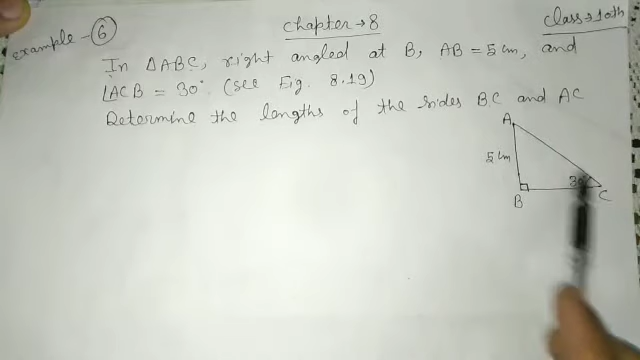 Chapter → 8
Class → 10th
example - 6
In ΔABC, right angled at B, AB = 5 cm, and
∠ACB = 30° (see Fig. 8.19)
Determine the lengths of the sides BC and AC
A
5 cm
30
B
C